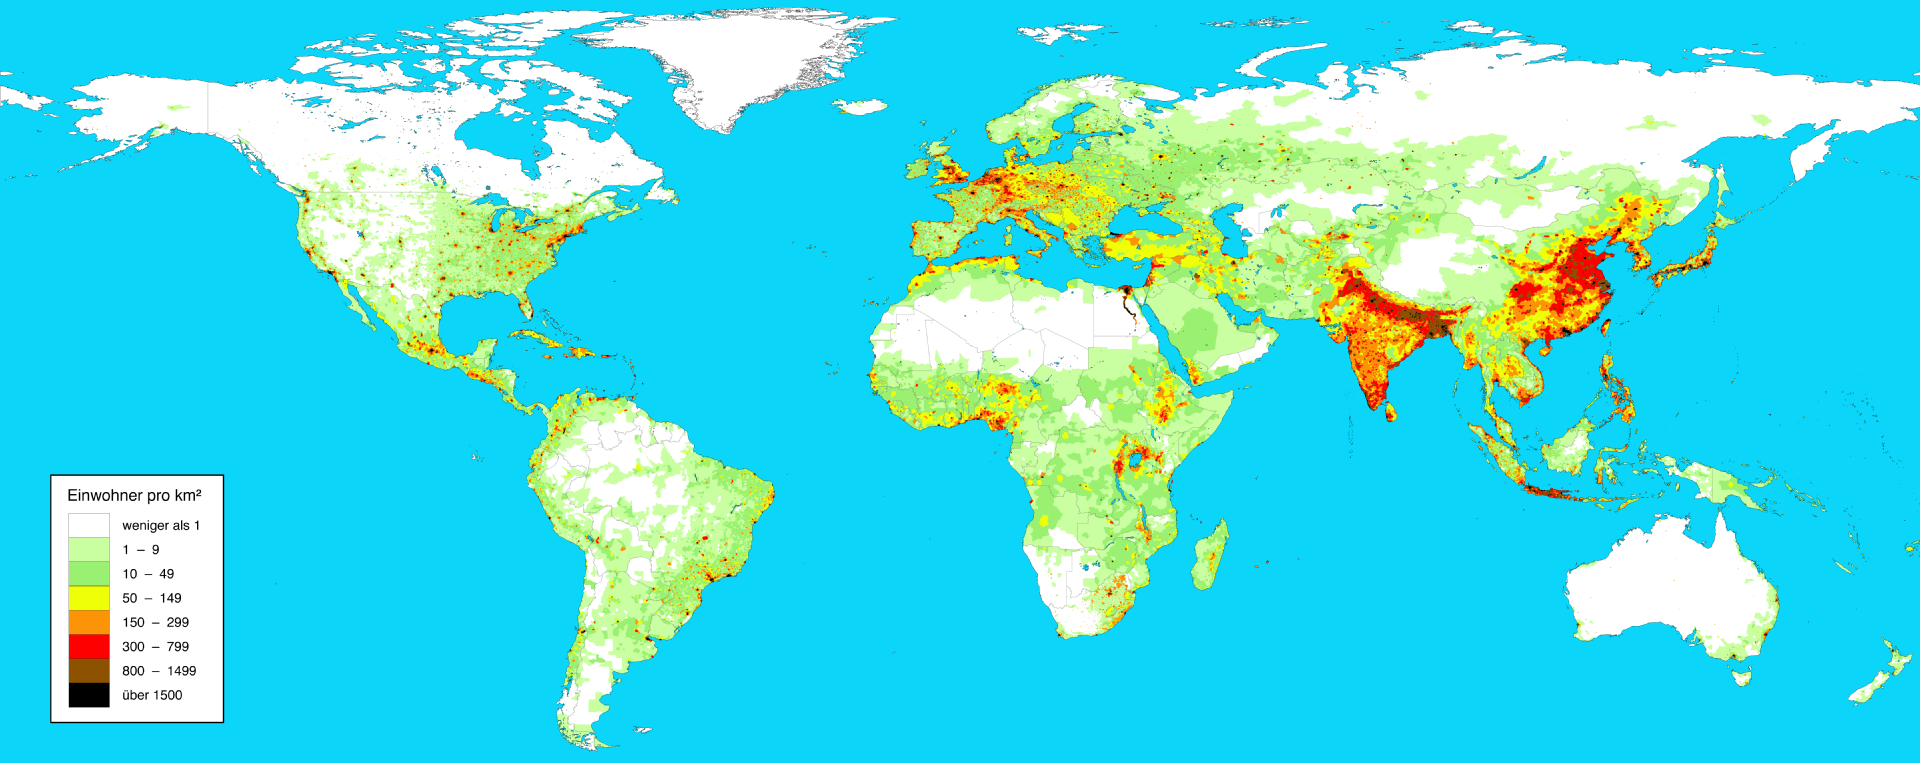 Einwohner pro km²
weniger als 1
1 – 9
10 – 49
50 – 149
150 – 299
300 – 799
800 – 1499
über 1500